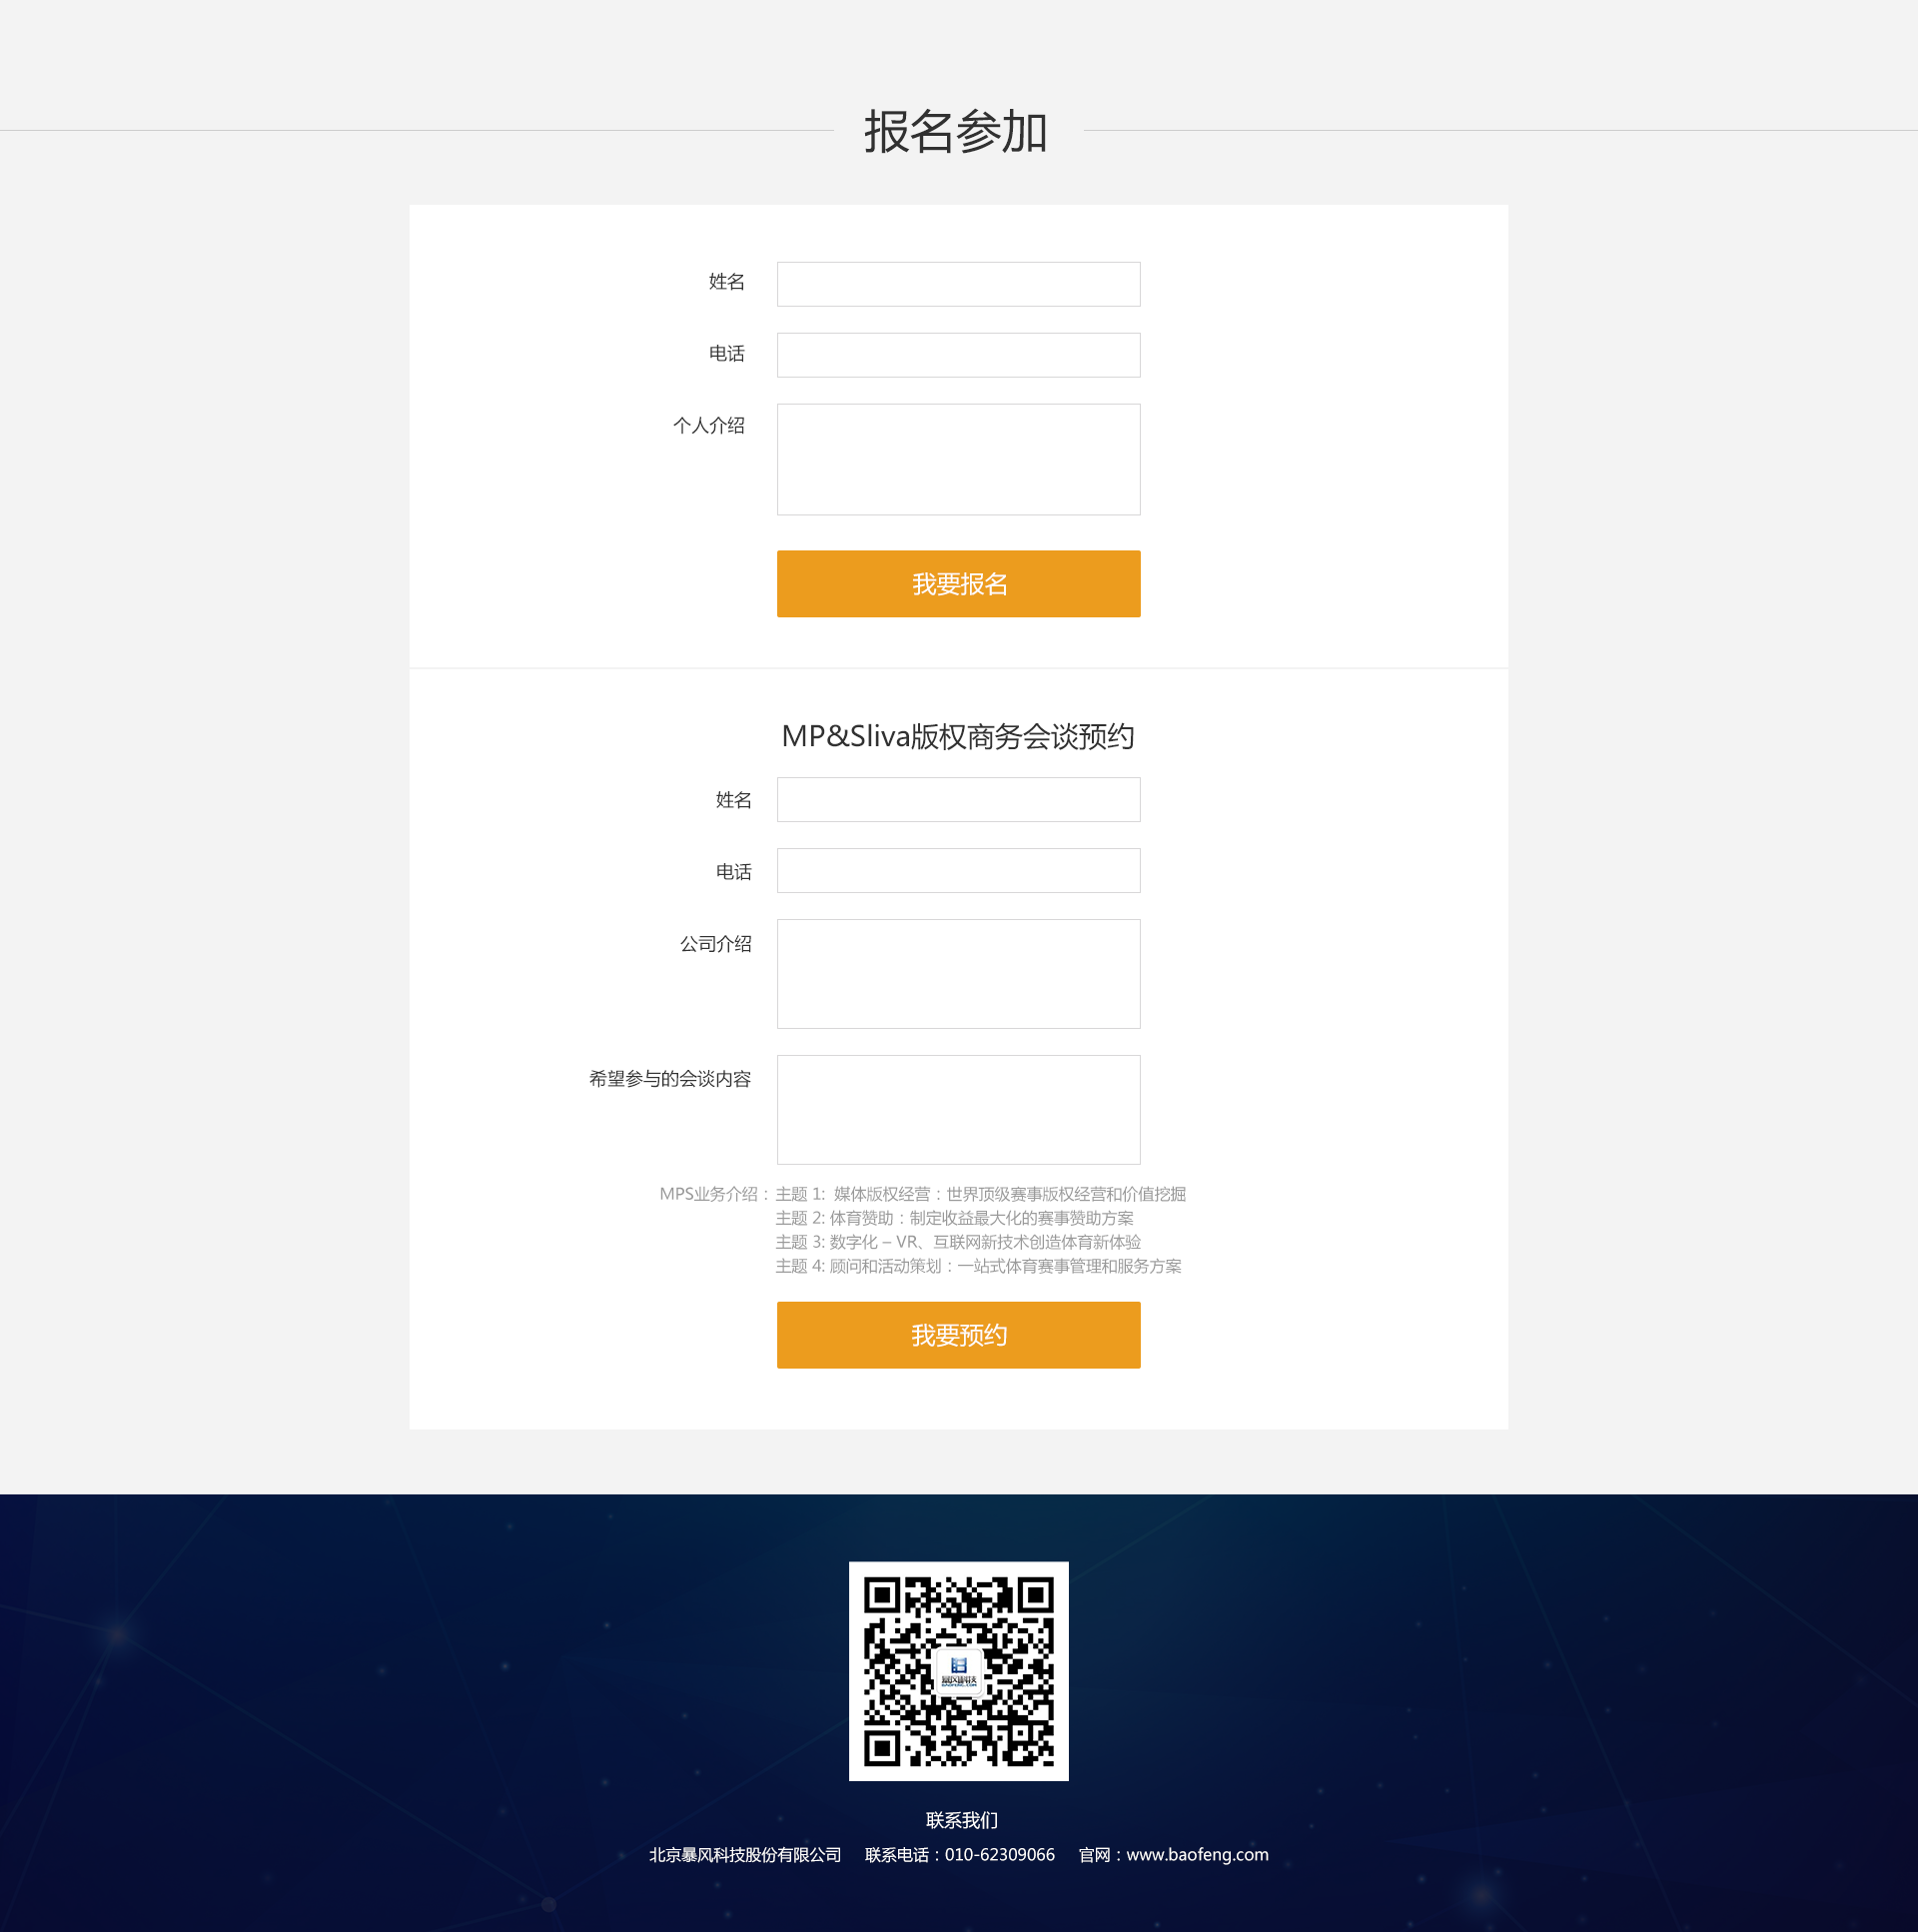 报名参加
姓名
电话
个人介绍
我要报名
MP&Sliva版权商务会谈预约
姓名
电话
公司介绍
希望参与的会谈内容
MPS业务介绍：主题 1: 媒体版权经营：世界顶级赛事版权经营和价值挖掘
主题 2: 体育赞助：制定收益最大化的赛事赞助方案
主题 3: 数字化 – VR、互联网新技术创造体育新体验
主题 4: 顾问和活动策划：一站式体育赛事管理和服务方案
我要预约
暴风科技
BAOFENG.COM
联系我们
北京暴风科技股份有限公司 联系电话：010-62309066 官网：www.baofeng.com